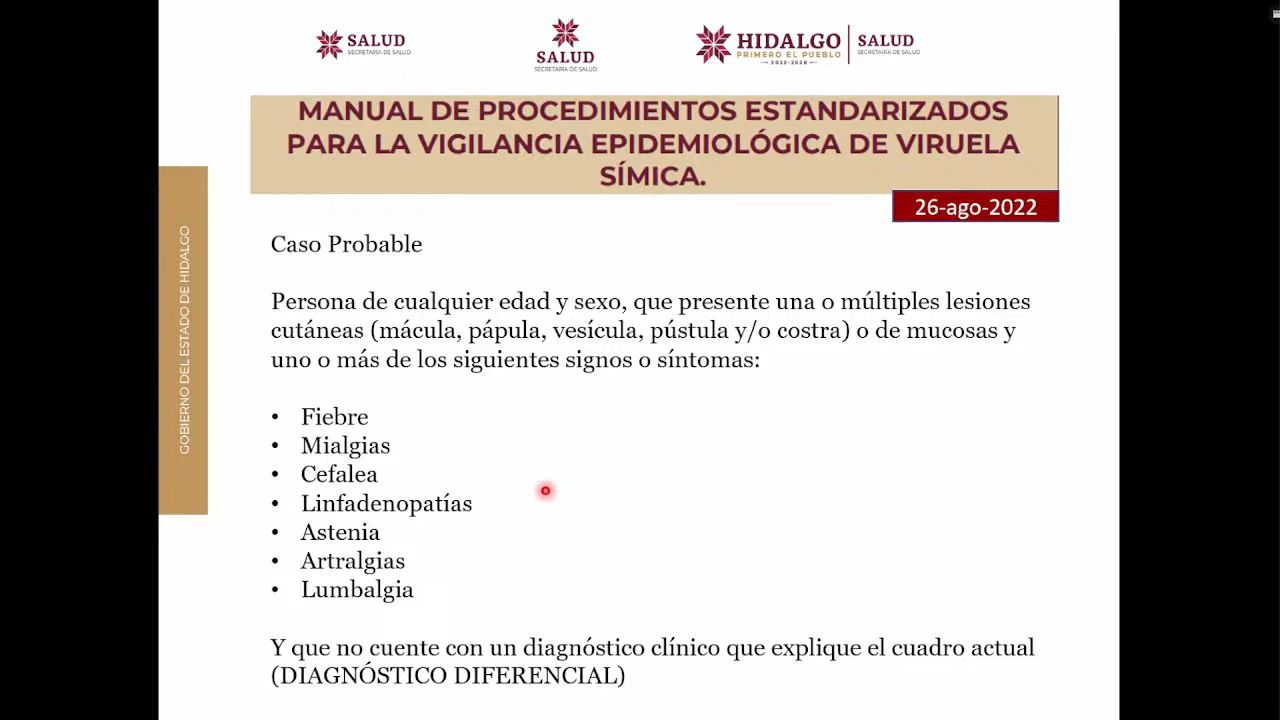 SALUD
SECRETARÍA DE SALUD
SALUD
SECRETARÍA DE SALUD
HIDALGO
PRIMERO EL PUEBLO
2022-2028
SALUD
SECRETARÍA DE SALUD
MANUAL DE PROCEDIMIENTOS ESTANDARIZADOS
PARA LA VIGILANCIA EPIDEMIOLÓGICA DE VIRUELA
SÍMICA.
26-ago-2022
GOBIERNO DEL ESTADO DE HIDALGO
Caso Probable
Persona de cualquier edad y sexo, que presente una o múltiples lesiones
cutáneas (mácula, pápula, vesícula, pústula y/o costra) o de mucosas y
uno o más de los siguientes signos o síntomas:
• Fiebre
• Mialgias
• Cefalea
• Linfadenopatías
• Astenia
• Artralgias
• Lumbalgia
Y que no cuente con un diagnóstico clínico que explique el cuadro actual
(DIAGNÓSTICO DIFERENCIAL)